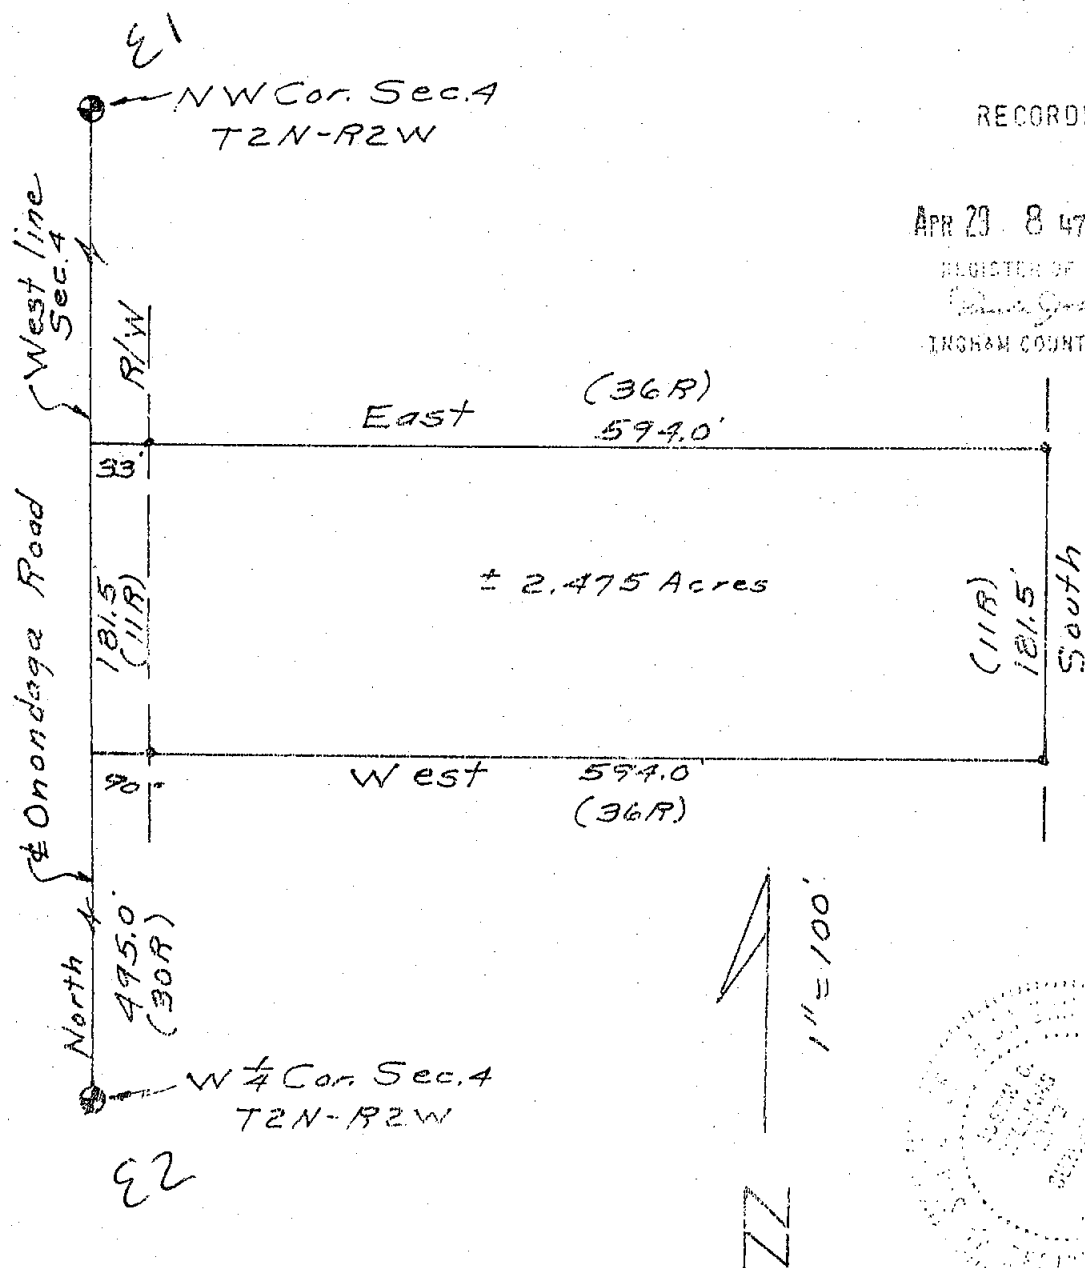 E1
NW Cor. Sec. 4
T2N-R2W
RECORD
APR 29 8 47
REGISTER OF
INGHAM COUNT
West line
Sec. 4
R/W
East
(36R)
594.0'
33'
℄ Onondaga Road
181.5
(11R)
± 2.475 Acres
(11R)
181.5'
South
West
594.0'
(36R)
North
495.0'
(30R)
1"=100'
W ¼ Cor. Sec. 4
T2N-R2W
E2